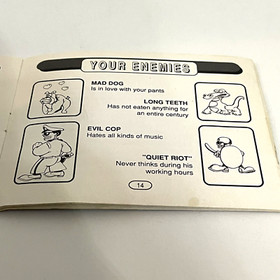 YOUR ENEMIES
MAD DOG
Is in love with your pants
LONG TEETH
Has not eaten anything for
an entire century
EVIL COP
Hates all kinds of music
"QUIET RIOT"
Never thinks during his
working hours
14